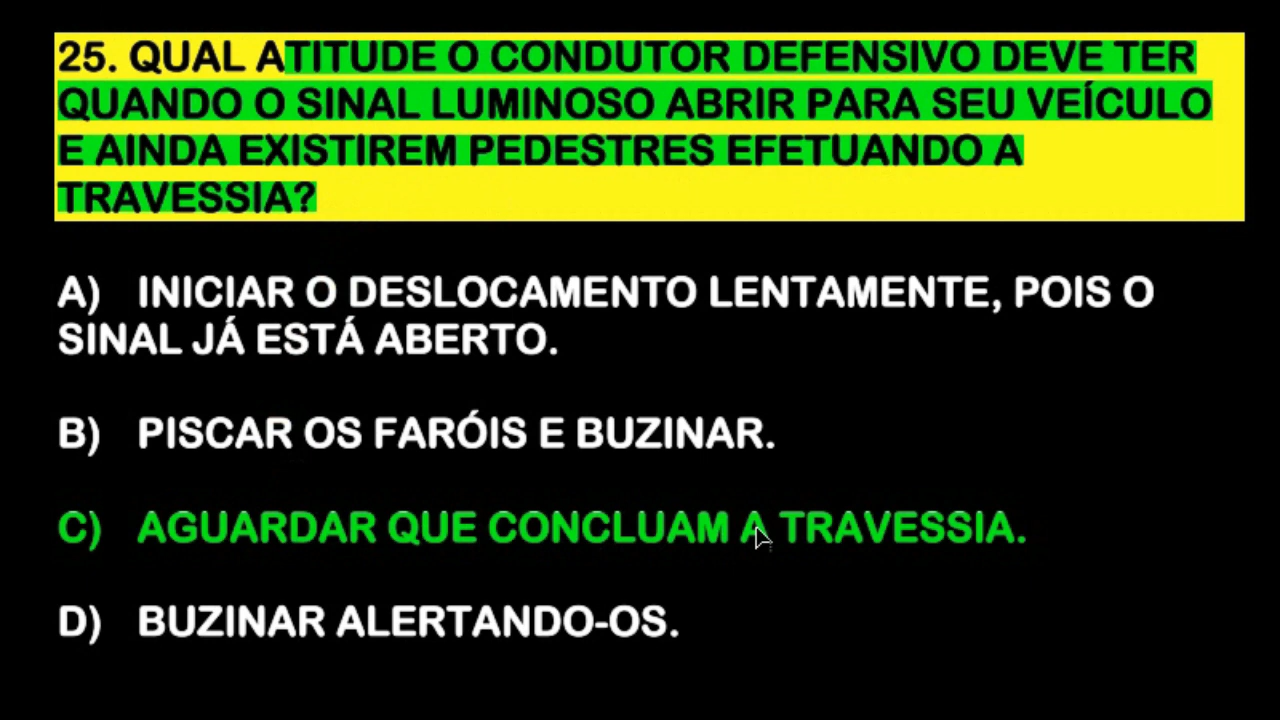 25. QUAL ATITUDE O CONDUTOR DEFENSIVO DEVE TER
QUANDO O SINAL LUMINOSO ABRIR PARA SEU VEÍCULO
E AINDA EXISTIREM PEDESTRES EFETUANDO A
TRAVESSIA?
A) INICIAR O DESLOCAMENTO LENTAMENTE, POIS O
SINAL JÁ ESTÁ ABERTO.
B) PISCAR OS FARÓIS E BUZINAR.
C) AGUARDAR QUE CONCLUAM A TRAVESSIA.
D) BUZINAR ALERTANDO-OS.